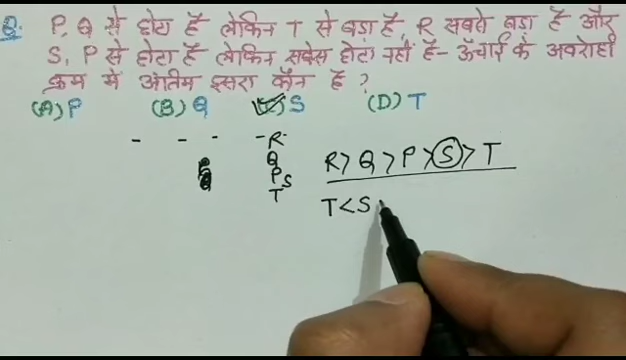 Q. P, Q से छोटा है लेकिन T से बड़ा है, R सबसे बड़ा है और
S, P से छोटा है लेकिन सबसे छोटा नहीं है- ऊँचाई के अवरोही
क्रम में अंतिम दूसरा कौन है ?
(A) P (B) Q (C) S (D) T
- - - - R -
Q
P S
T
R > Q > P > S > T
T < S